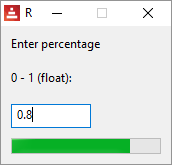 R
Enter percentage
0 - 1 (float):
0.8